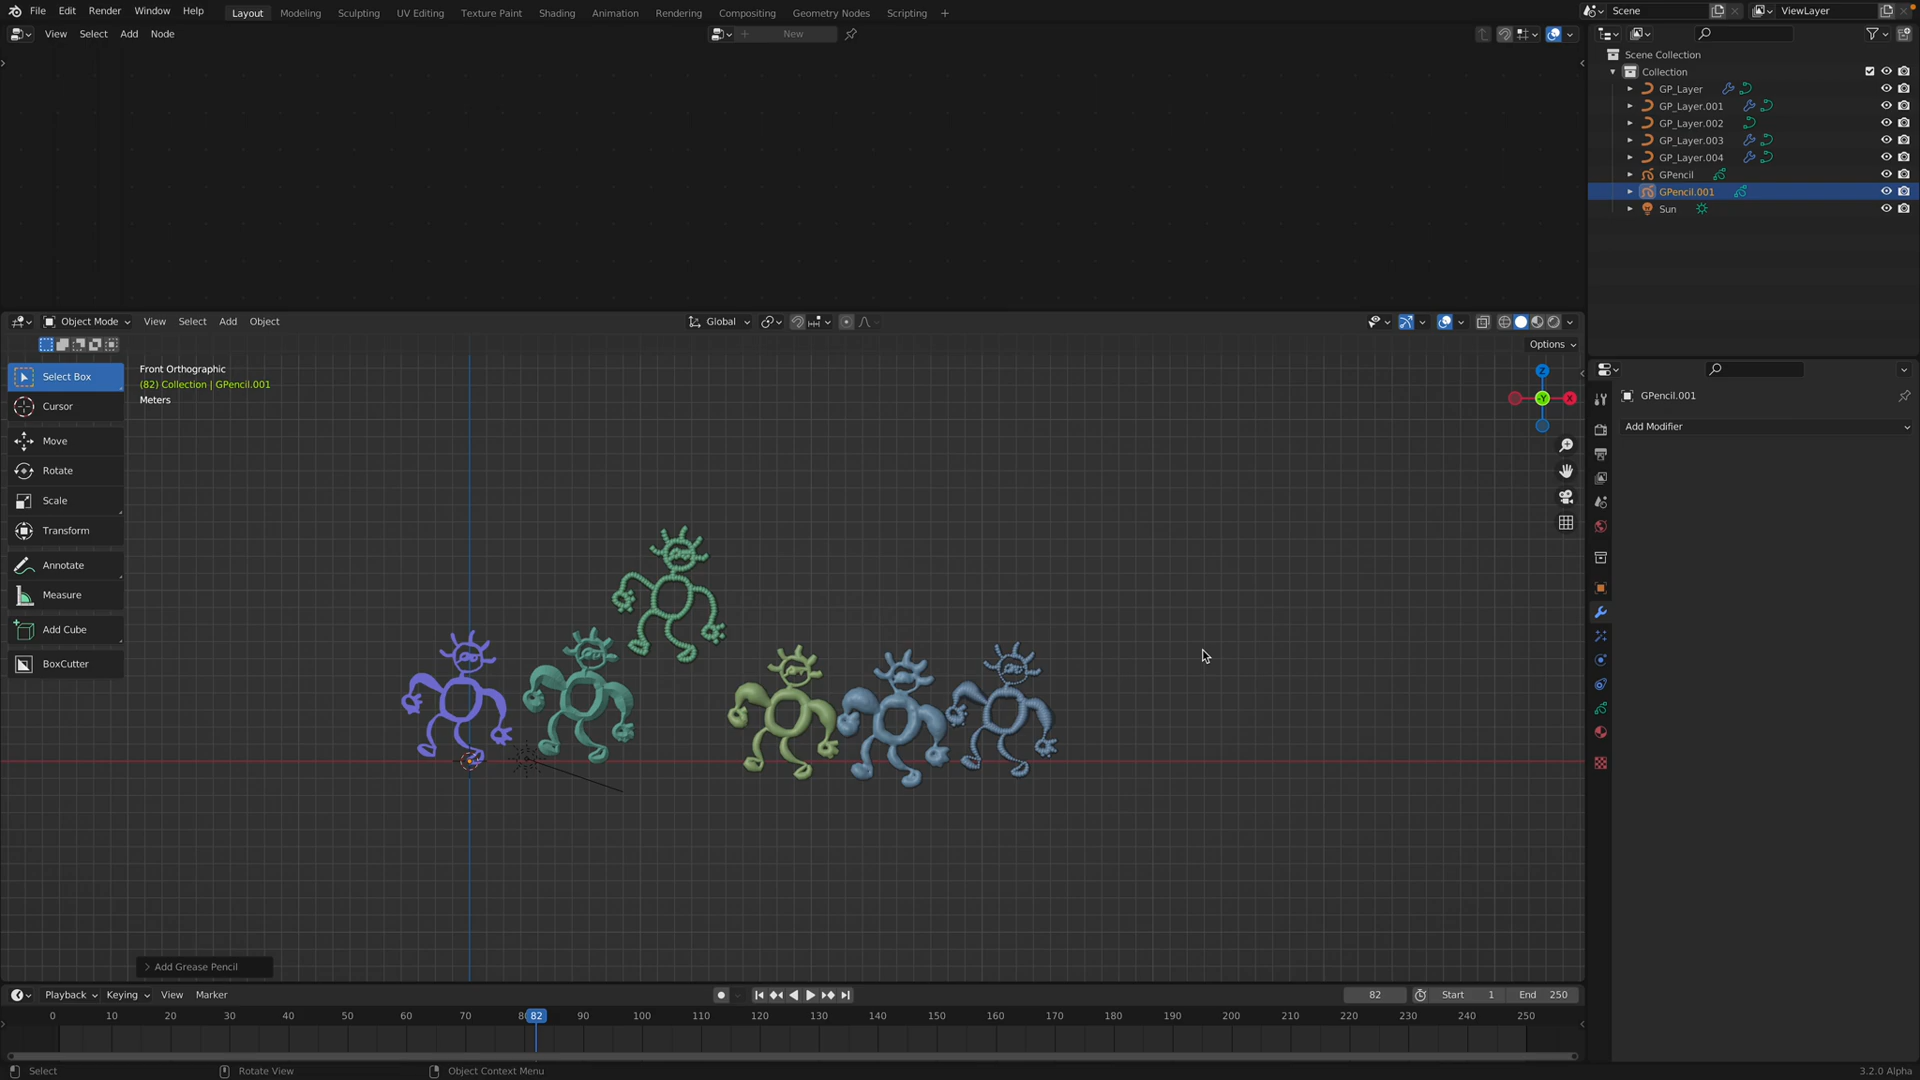 File Edit Render Window Help Layout Modeling Sculpting UV Editing Texture Paint Shading Animation Rendering Compositing Geometry Nodes Scripting + Scene ViewLayer
View Select Add Node New
Scene Collection
Collection
GP_Layer
GP_Layer.001
GP_Layer.002
GP_Layer.003
GP_Layer.004
GPencil
GPencil.001
Sun
Object Mode View Select Add Object Global
Options
Select Box
Cursor
Move
Rotate
Scale
Transform
Annotate
Measure
Add Cube
BoxCutter
Front Orthographic
(82) Collection | GPencil.001
Meters
Z
Y
X
GPencil.001
Add Modifier
Add Grease Pencil
Playback Keying View Marker 82 Start 1 End 250
0 10 20 30 40 50 60 70 82 90 100 110 120 130 140 150 160 170 180 190 200 210 220 230 240 250
Select Rotate View Object Context Menu 3.2.0 Alpha